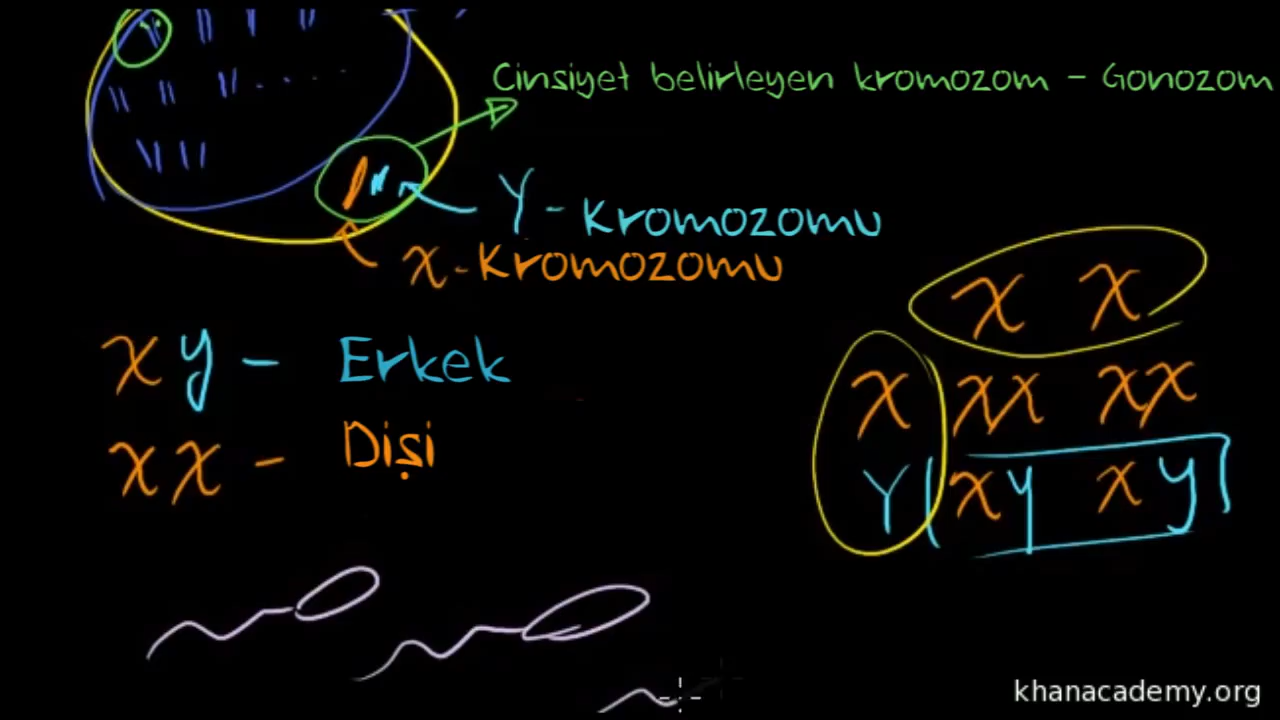 Cinsiyet belirleyen kromozom - Gonozom
Y - Kromozomu
X - Kromozomu
X X
xy - Erkek
X XX XX
xx - Dişi
Y xy xy
khanacademy.org